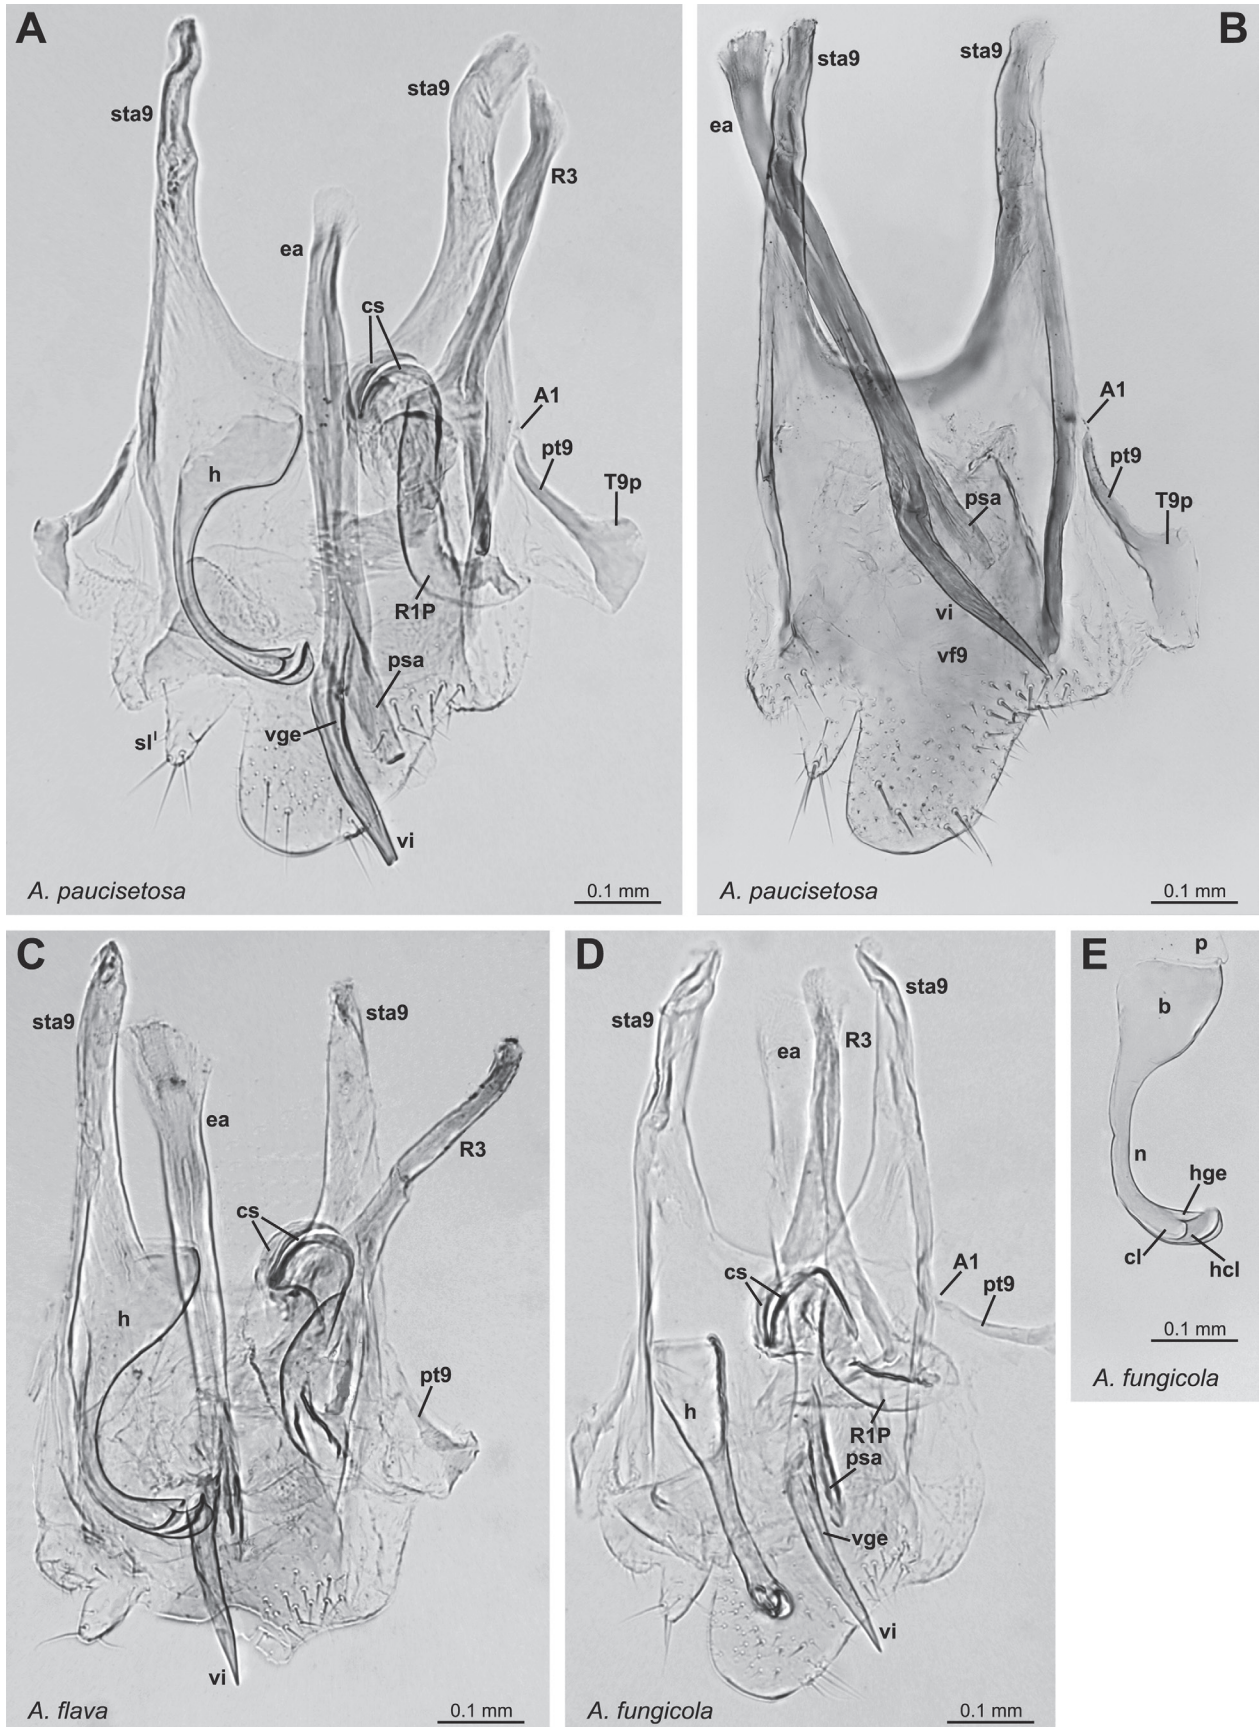 A
sta9
sta9
R3
ea
cs
A1
pt9
h
T9p
R1P
psa
vge
slˡ
vi
A. paucisetosa
0.1 mm
B
sta9
sta9
ea
A1
pt9
psa
T9p
vi
vf9
A. paucisetosa
0.1 mm
C
sta9
sta9
ea
R3
cs
h
pt9
vi
A. flava
0.1 mm
D
sta9
sta9
ea
R3
A1
cs
pt9
h
R1P
psa
vge
vi
A. fungicola
0.1 mm
E
p
b
n
hge
cl
hcl
0.1 mm
A. fungicola